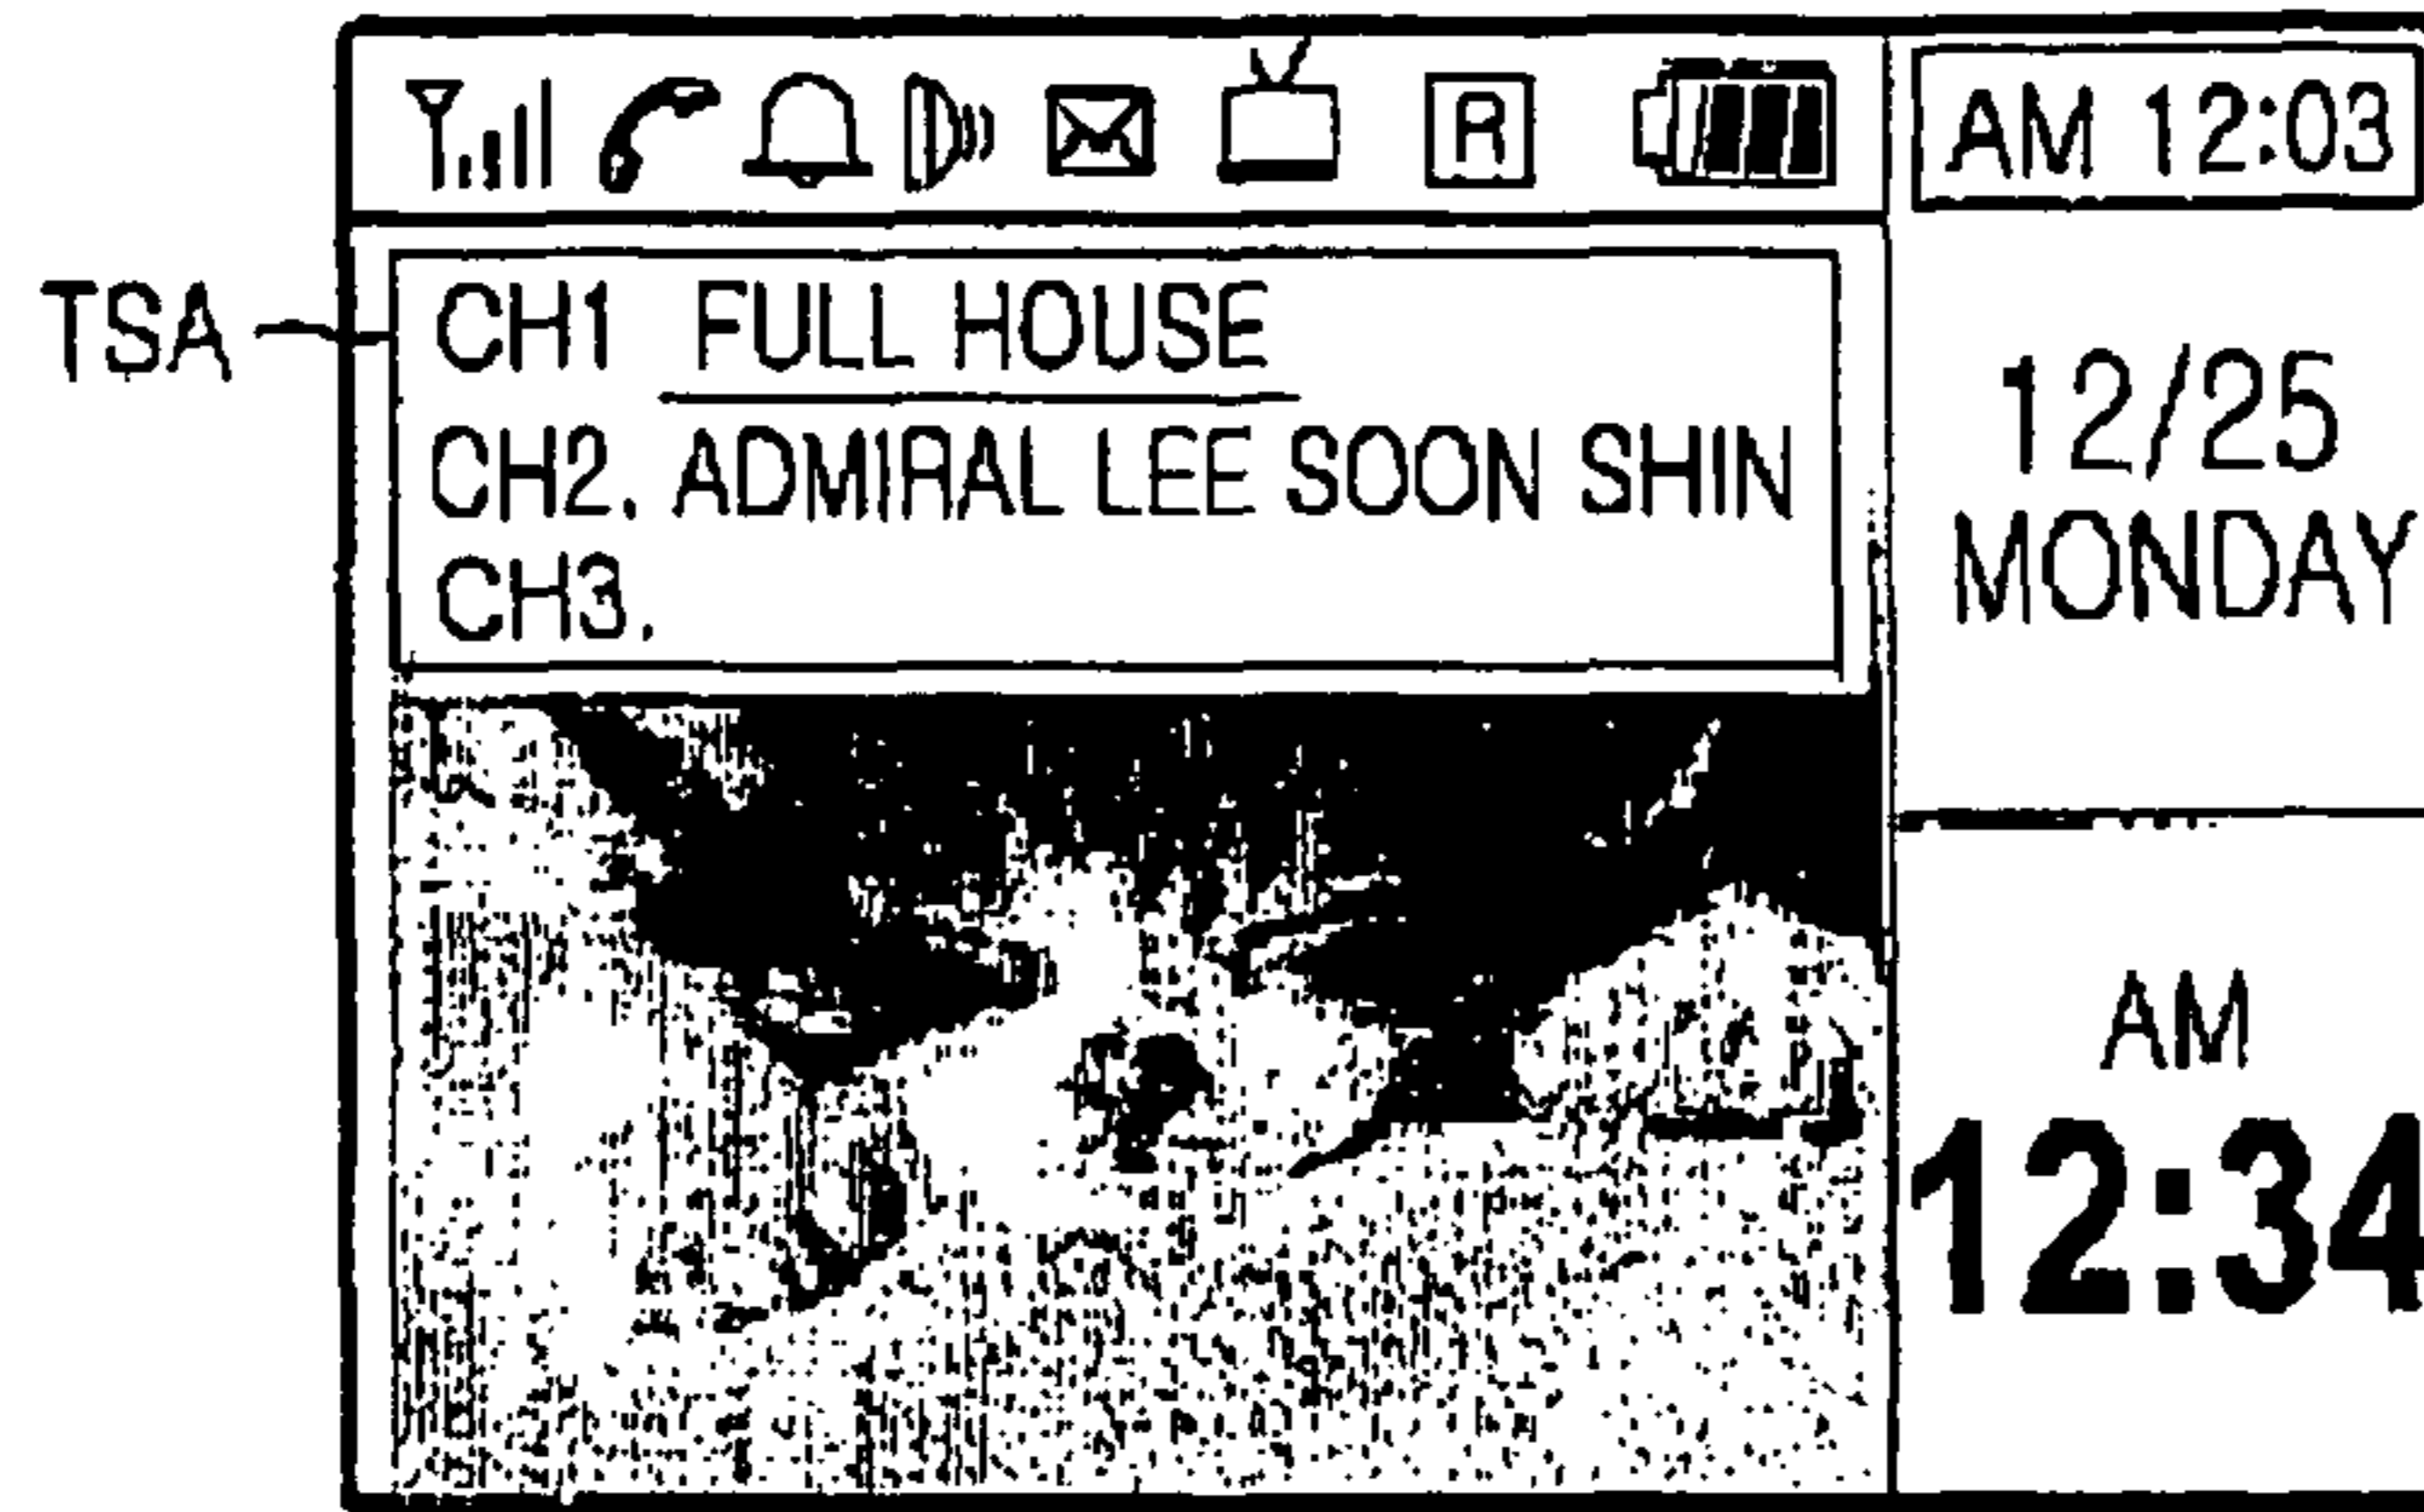 R
AM 12:03
TSA
CH1 FULL HOUSE
CH2. ADMIRAL LEE SOON SHIN
CH3.
12/25
MONDAY
AM
12:34